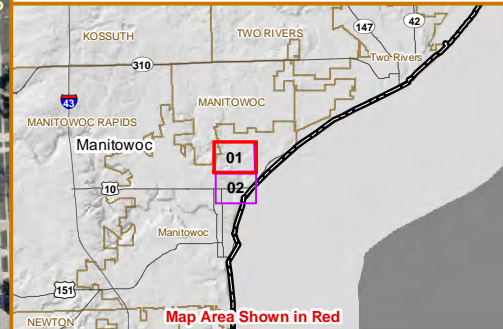 KOSSUTH
TWO RIVERS
147
42
Two Rivers
310
43
MANITOWOC
MANITOWOC RAPIDS
Manitowoc
01
10
02
Manitowoc
151
NEWTON
Map Area Shown in Red